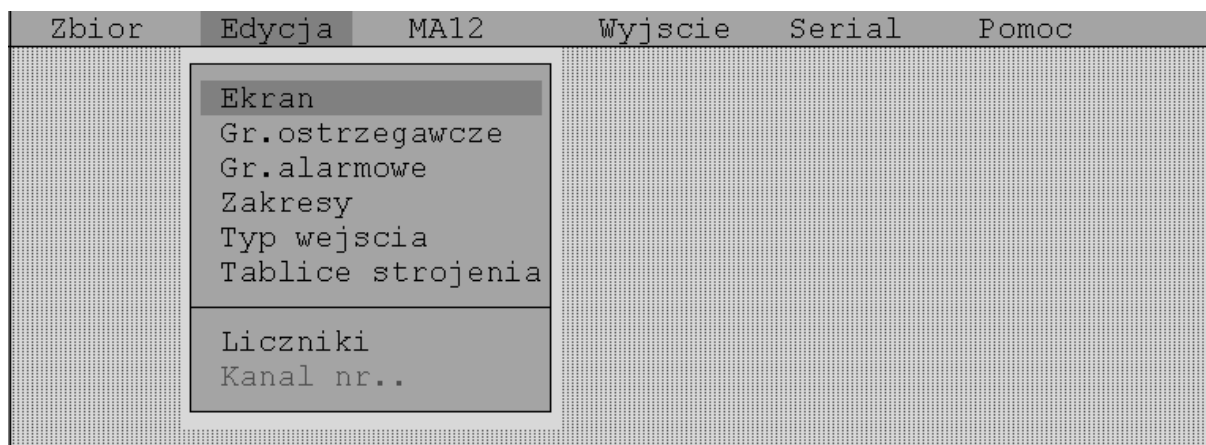 Zbior Edycja MA12 Wyjscie Serial Pomoc
Ekran
Gr.ostrzegawcze
Gr.alarmowe
Zakresy
Typ wejscia
Tablice strojenia
Liczniki
Kanal nr..